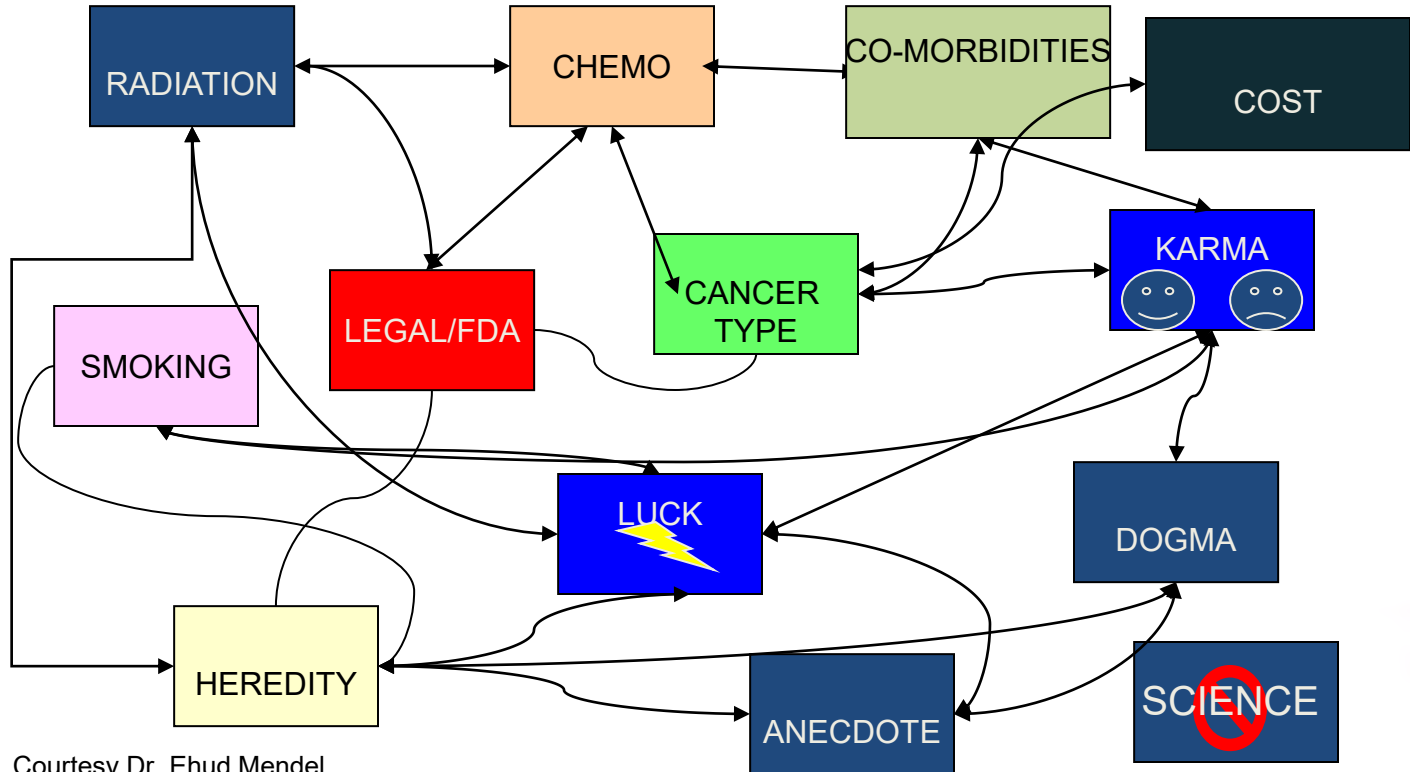 RADIATION
CHEMO
CO-MORBIDITIES
COST
KARMA
CANCER
TYPE
LEGAL/FDA
SMOKING
LUCK
DOGMA
HEREDITY
ANECDOTE
SCIENCE
Courtesy Dr. Ehud Mendel